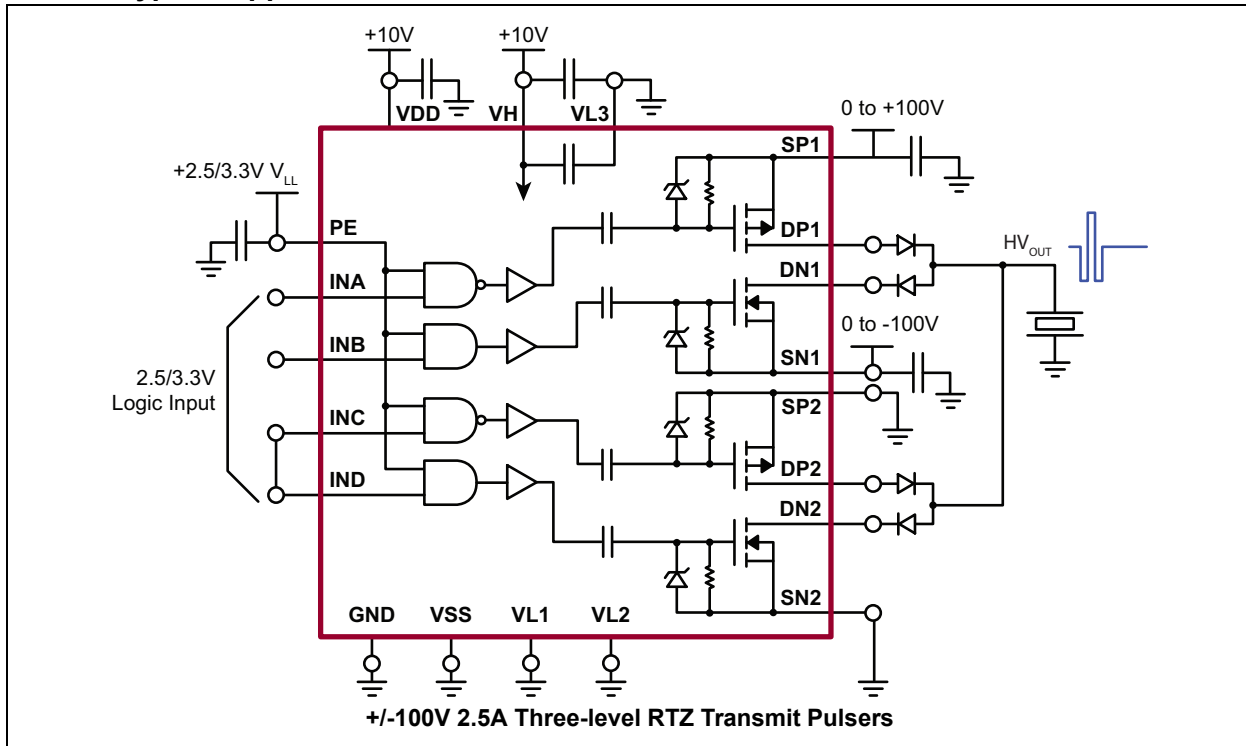 +10V
+10V
VDD
VH
VL3
0 to +100V
SP1
+2.5/3.3V VLL
PE
DP1
HVOUT
DN1
INA
0 to -100V
INB
SN1
2.5/3.3V
Logic Input
SP2
INC
DP2
IND
DN2
SN2
GND
VSS
VL1
VL2
+/-100V 2.5A Three-level RTZ Transmit Pulsers